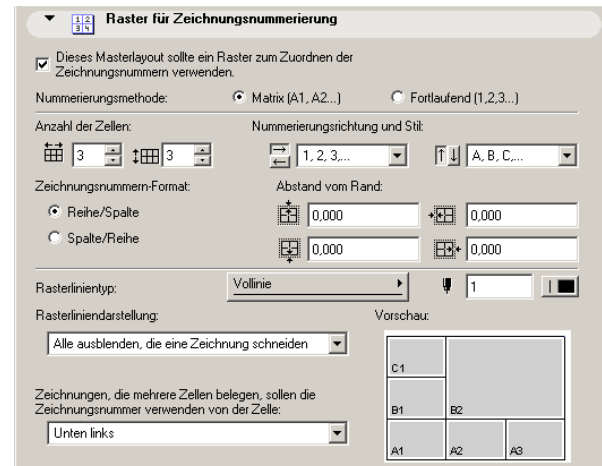 1 2
3 4
Raster für Zeichnungsnummerierung
Dieses Masterlayout sollte ein Raster zum Zuordnen der
Zeichnungsnummern verwenden.
Nummerierungsmethode: Matrix (A1, A2...) Fortlaufend (1,2,3...)
Anzahl der Zellen: Nummerierungsrichtung und Stil:
3 3 1, 2, 3,... A, B, C,...
Zeichnungsnummern-Format: Abstand vom Rand:
Reihe/Spalte 0,000 0,000
Spalte/Reihe 0,000 0,000
Rasterlinientyp: Vollinie 1
Rasterliniendarstellung: Vorschau:
Alle ausblenden, die eine Zeichnung schneiden
C1
Zeichnungen, die mehrere Zellen belegen, sollen die
Zeichnungsnummer verwenden von der Zelle:
B1 B2
Unten links
A1 A2 A3